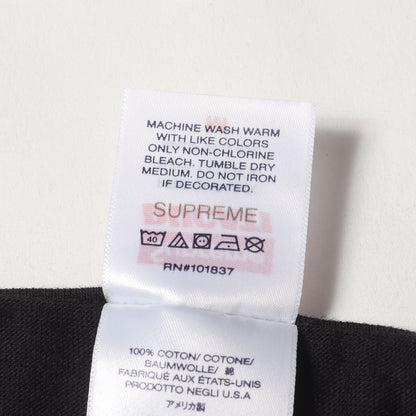 MACHINE WASH WARM
WITH LIKE COLORS
ONLY NON-CHLORINE
BLEACH. TUMBLE DRY
MEDIUM. DO NOT IRON
IF DECORATED.
SUPREME
40
RN#101837
100% COTON/ COTONE/
BAUMWOLLE/ 綿
FABRIQUÉ AUX ÉTATS-UNIS
PRODOTTO NEGLI U.S.A
アメリカ製